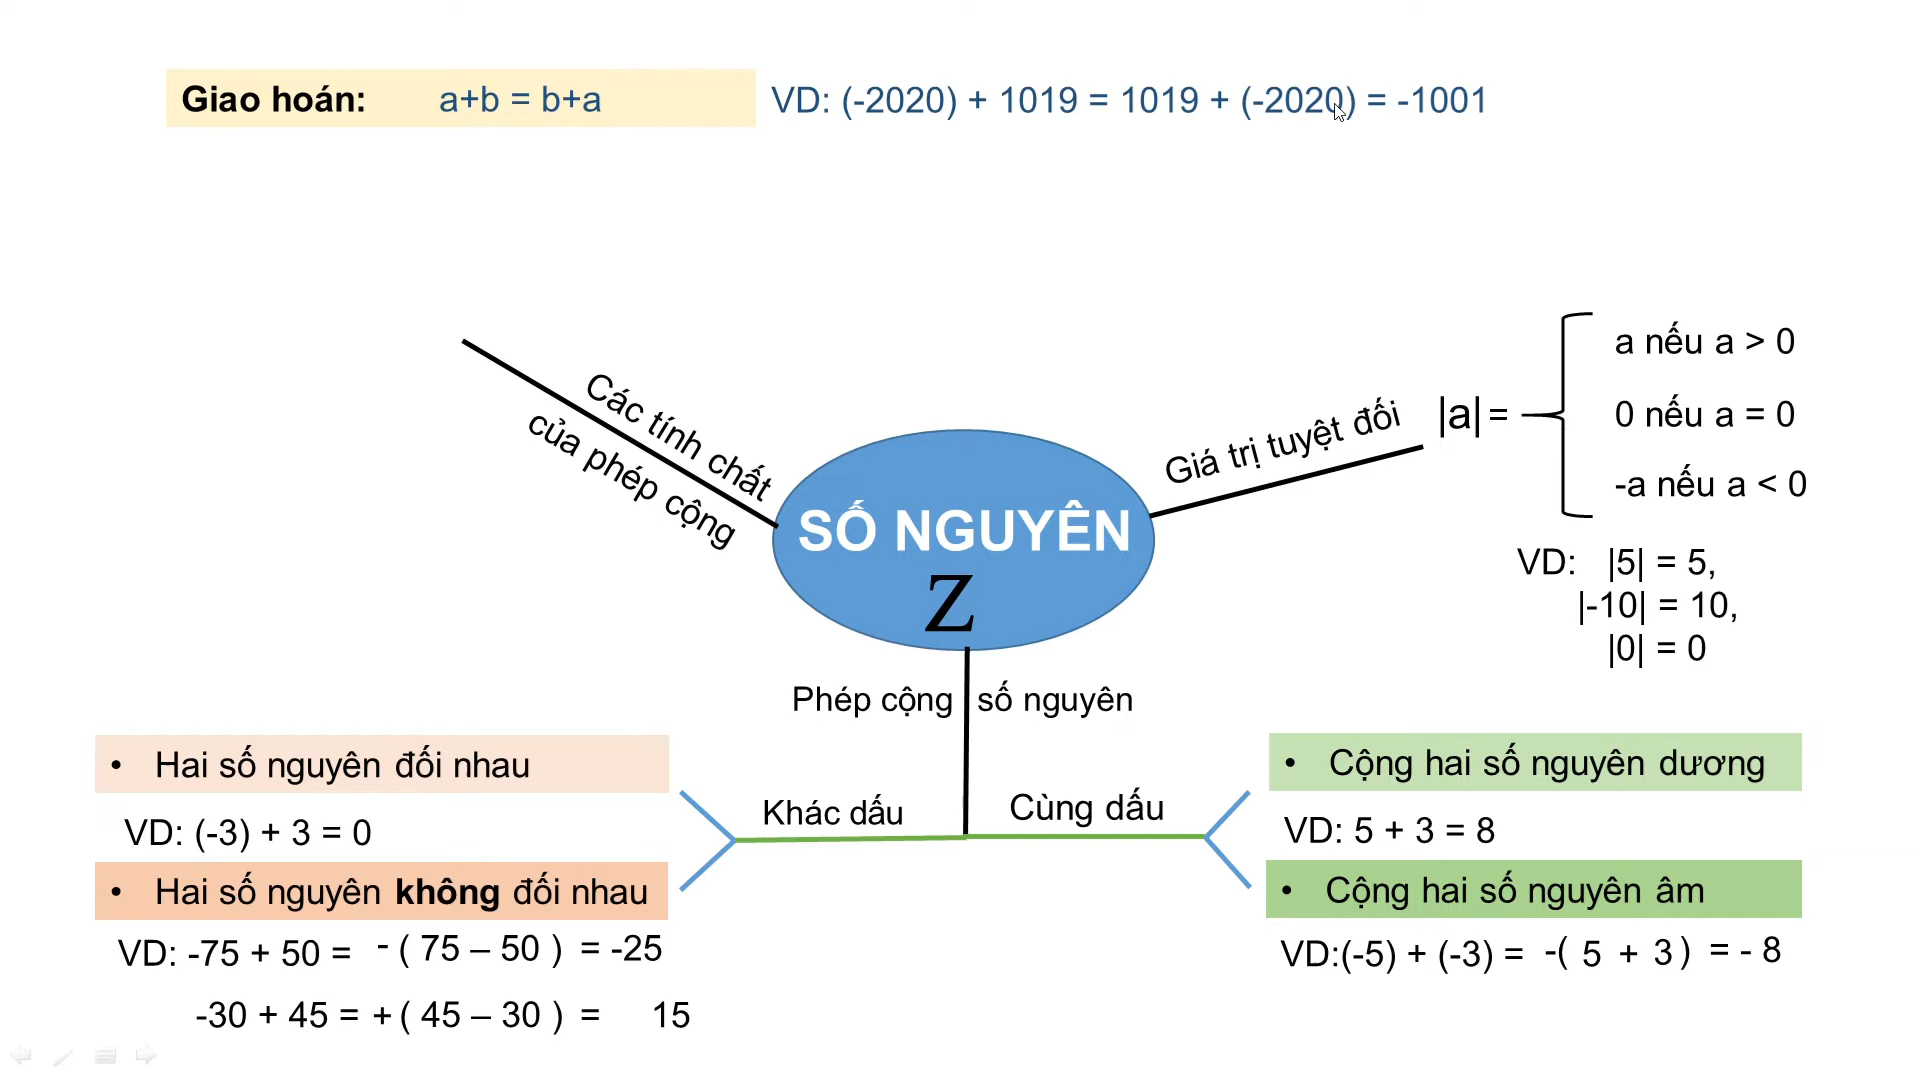 Giao hoán: a+b = b+a VD: (-2020) + 1019 = 1019 + (-2020) = -1001
Các tính chất
của phép cộng
SỐ NGUYÊN
Z
Giá trị tuyệt đối
|a| =
a nếu a > 0
0 nếu a = 0
-a nếu a < 0
VD: |5| = 5,
|-10| = 10,
|0| = 0
Phép cộng số nguyên
Khác dấu
Cùng dấu
• Hai số nguyên đối nhau
VD: (-3) + 3 = 0
• Hai số nguyên không đối nhau
VD: -75 + 50 = - ( 75 – 50 ) = -25
-30 + 45 = + ( 45 – 30 ) = 15
• Cộng hai số nguyên dương
VD: 5 + 3 = 8
• Cộng hai số nguyên âm
VD:(-5) + (-3) = -( 5 + 3 ) = - 8